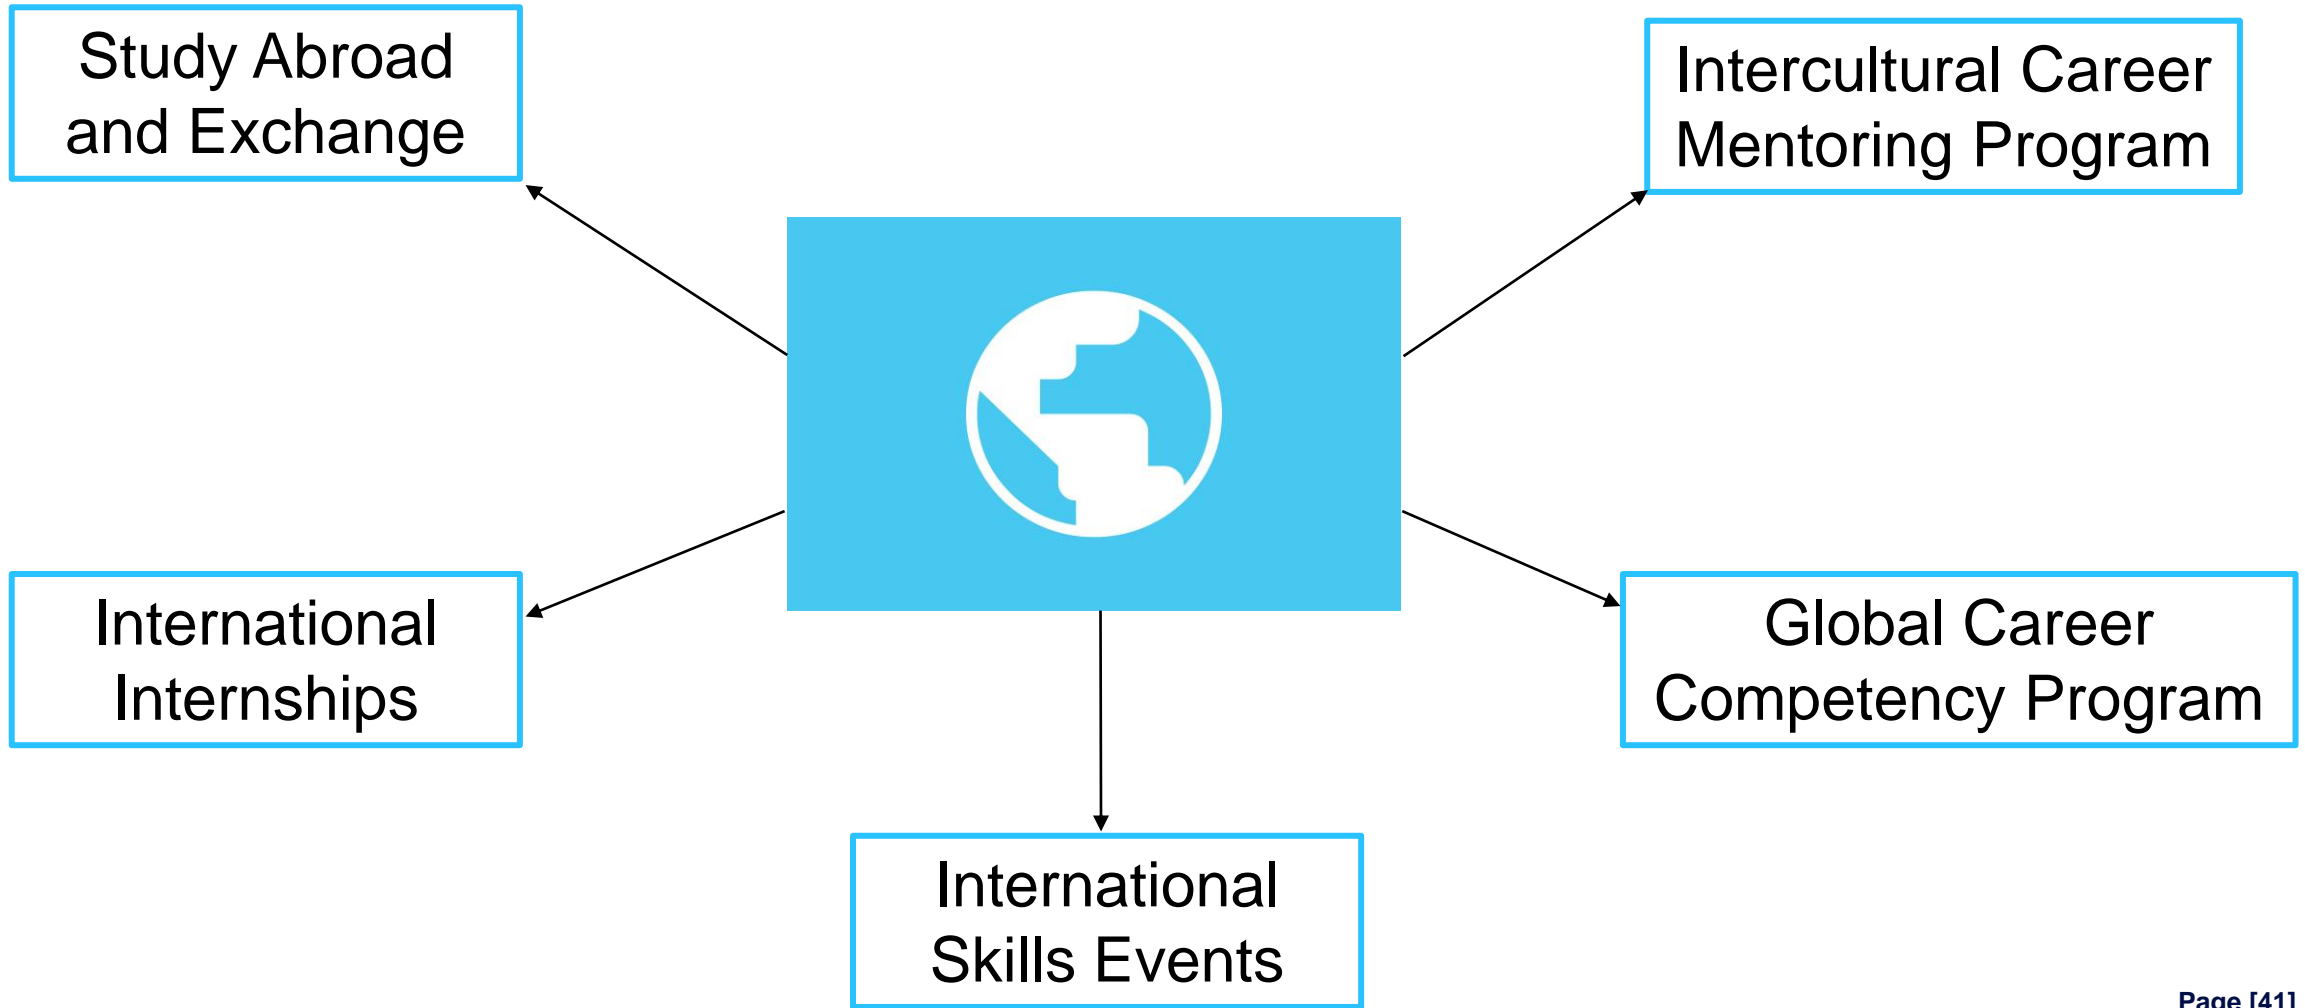 Study Abroad
and Exchange
Intercultural Career
Mentoring Program
International
Internships
Global Career
Competency Program
International
Skills Events
Page [41]